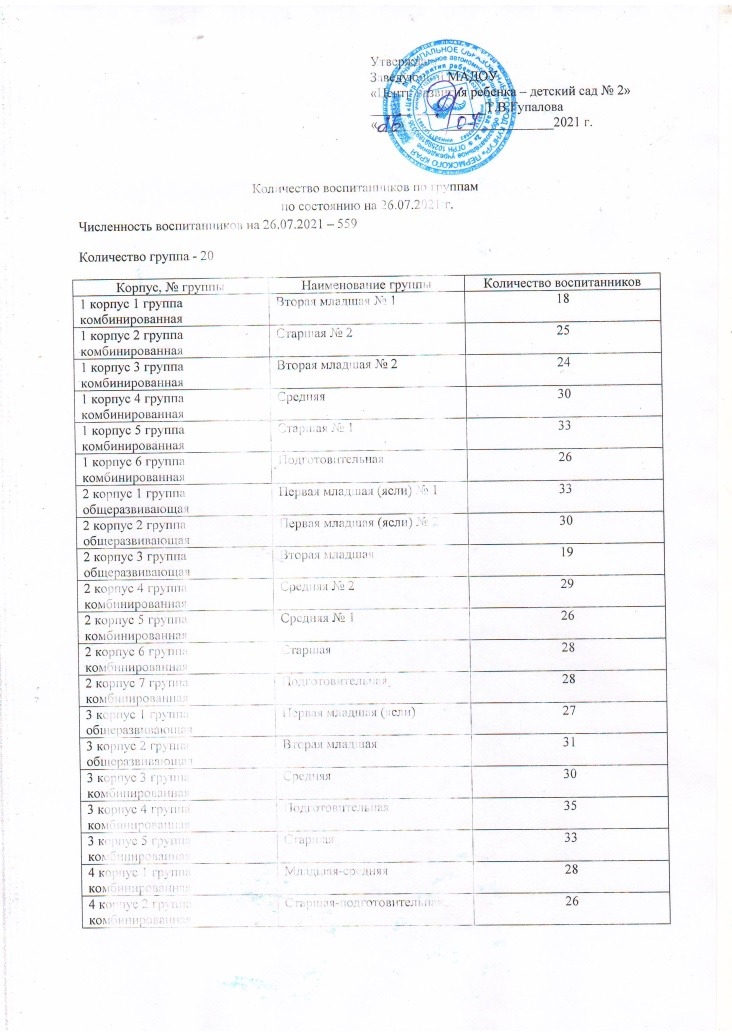 Утвержд
Заведующий МАДОУ
«Центр развития ребенка – детский сад № 2»
Т.В.Гупалова
« 26 » 07 2021 г.
Количество воспитанников по группам
по состоянию на 26.07.2021 г.
Численность воспитанников на 26.07.2021 – 559
Количество группа - 20
Корпус, № группы Наименование группы Количество воспитанников
1 корпус 1 группа Вторая младшая № 1 18
комбинированная
1 корпус 2 группа Старшая № 2 25
комбинированная
1 корпус 3 группа Вторая младшая № 2 24
комбинированная
1 корпус 4 группа Средняя 30
комбинированная
1 корпус 5 группа Старшая № 1 33
комбинированная
1 корпус 6 группа Подготовительная 26
комбинированная
2 корпус 1 группа Первая младшая (ясли) № 1 33
общеразвивающая
2 корпус 2 группа Первая младшая (ясли) № 2 30
общеразвивающая
2 корпус 3 группа Вторая младшая 19
общеразвивающая
2 корпус 4 группа Средняя № 2 29
комбинированная
2 корпус 5 группа Средняя № 1 26
комбинированная
2 корпус 6 группа Старшая 28
комбинированная
2 корпус 7 группа Подготовительная 28
комбинированная
3 корпус 1 группа Первая младшая (ясли) 27
общеразвивающая
3 корпус 2 группа Вторая младшая 31
общеразвивающая
3 корпус 3 группа Средняя 30
комбинированная
3 корпус 4 группа Подготовительная 35
комбинированная
3 корпус 5 группа Старшая 33
комбинированная
4 корпус 1 группа Младшая-средняя 28
комбинированная
4 корпус 2 группа Старшая-подготовительная 26
комбинированная